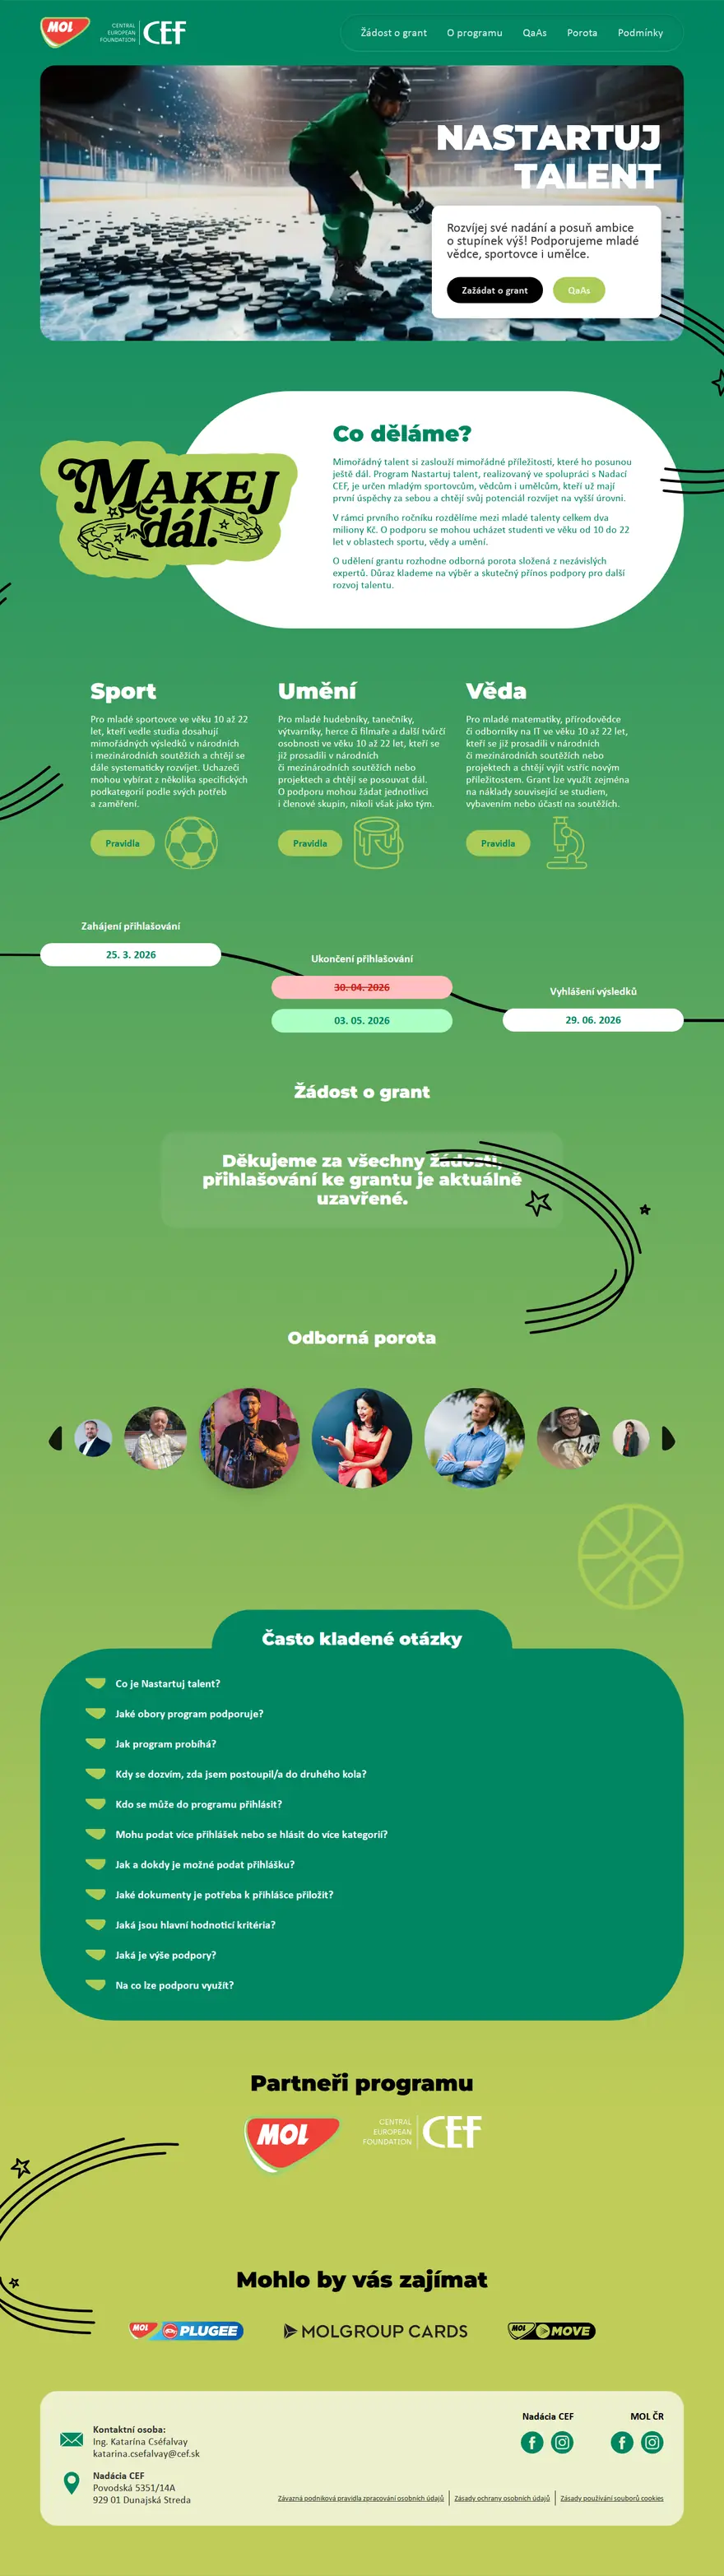 MOL
CENTRAL
EUROPEAN
FOUNDATION
CEF
Žádost o grant
O programu
QaAs
Porota
Podmínky
NASTARTUJ
TALENT
Rozvíjej své nadání a posuň ambice
o stupínek výš! Podporujeme mladé
vědce, sportovce i umělce.
Zažádat o grant
QaAs
MAKEJ
dál.
Co děláme?
Mimořádný talent si zaslouží mimořádné příležitosti, které ho posunou
ještě dál. Program Nastartuj talent, realizovaný ve spolupráci s Nadací
CEF, je určen mladým sportovcům, vědcům i umělcům, kteří už mají
první úspěchy za sebou a chtějí svůj potenciál rozvíjet na vyšší úrovni.
V rámci prvního ročníku rozdělíme mezi mladé talenty celkem dva
miliony Kč. O podporu se mohou ucházet studenti ve věku od 10 do 22
let v oblastech sportu, vědy a umění.
O udělení grantu rozhodne odborná porota složená z nezávislých
expertů. Důraz klademe na výběr a skutečný přínos podpory pro další
rozvoj talentu.
Sport
Pro mladé sportovce ve věku 10 až 22
let, kteří vedle studia dosahují
mimořádných výsledků v národních
i mezinárodních soutěžích a chtějí se
dále systematicky rozvíjet. Uchazeči
mohou vybírat z několika specifických
podkategorií podle svých potřeb
a zaměření.
Pravidla
Umění
Pro mladé hudebníky, tanečníky,
výtvarníky, herce či filmaře a další tvůrčí
osobnosti ve věku 10 až 22 let, kteří se
již prosadili v národních
či mezinárodních soutěžích nebo
projektech a chtějí se posouvat dál.
O podporu mohou žádat jednotlivci
i členové skupin, nikoli však jako tým.
Pravidla
Věda
Pro mladé matematiky, přírodovědce
či odborníky na IT ve věku 10 až 22 let,
kteří se již prosadili v národních
či mezinárodních soutěžích nebo
projektech a chtějí vyjít vstříc novým
příležitostem. Grant lze využít zejména
na náklady související se studiem,
vybavením nebo účastí na soutěžích.
Pravidla
Zahájení přihlašování
25. 3. 2026
Ukončení přihlašování
30. 04. 2026
03. 05. 2026
Vyhlášení výsledků
29. 06. 2026
Žádost o grant
Děkujeme za všechny žádosti,
přihlašování ke grantu je aktuálně
uzavřené.
Odborná porota
Často kladené otázky
Co je Nastartuj talent?
Jaké obory program podporuje?
Jak program probíhá?
Kdy se dozvím, zda jsem postoupil/a do druhého kola?
Kdo se může do programu přihlásit?
Mohu podat více přihlášek nebo se hlásit do více kategorií?
Jak a dokdy je možné podat přihlášku?
Jaké dokumenty je potřeba k přihlášce přiložit?
Jaká jsou hlavní hodnoticí kritéria?
Jaká je výše podpory?
Na co lze podporu využít?
Partneři programu
MOL
CENTRAL
EUROPEAN
FOUNDATION
CEF
Mohlo by vás zajímat
MOL PLUGEE
MOLGROUP CARDS
MOL MOVE
Kontaktní osoba:
Ing. Katarína Cséfalvay
katarina.csefalvay@cef.sk
Nadácia CEF
Povodská 5351/14A
929 01 Dunajská Streda
Nadácia CEF
MOL ČR
Závazná podniková pravidla zpracování osobních údajů
Zásady ochrany osobních údajů
Zásady používání souborů cookies